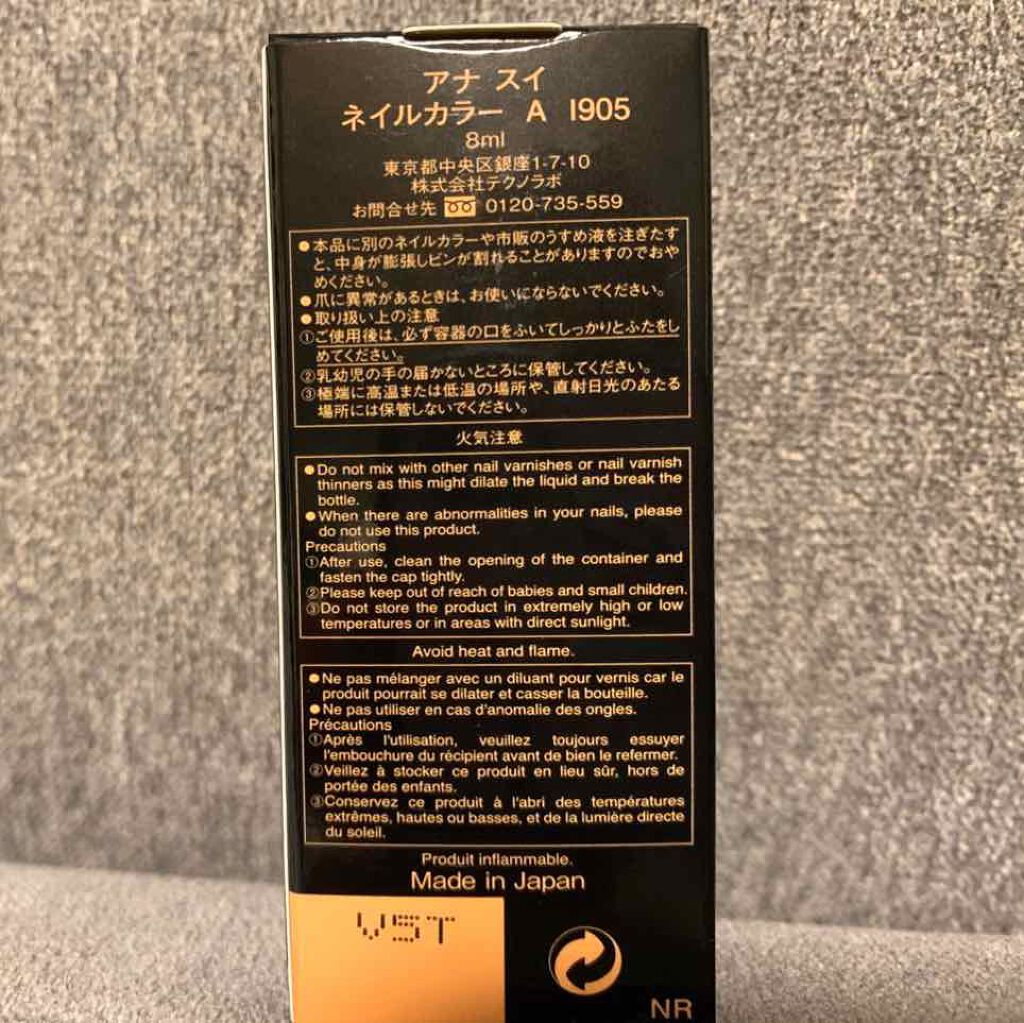 アナ スイ
ネイルカラー A I905
8ml
東京都中央区銀座1-7-10
株式会社テクノラボ
お問合せ先 0120-735-559
●本品に別のネイルカラーや市販のうすめ液を注ぎたす
と、中身が膨張しビンが割れることがありますのでおや
めください。
●爪に異常があるときは、お使いにならないでください。
●取り扱い上の注意
①ご使用後は、必ず容器の口をふいてしっかりとふたをし
めてください。
②乳幼児の手の届かないところに保管してください。
③極端に高温または低温の場所や、直射日光のあたる
場所には保管しないでください。
火気注意
●Do not mix with other nail varnishes or nail varnish
thinners as this might dilate the liquid and break the
bottle.
●When there are abnormalities in your nails, please
do not use this product.
Precautions
①After use, clean the opening of the container and
fasten the cap tightly.
②Please keep out of reach of babies and small children.
③Do not store the product in extremely high or low
temperatures or in areas with direct sunlight.
Avoid heat and flame.
●Ne pas mélanger avec un diluant pour vernis car le
produit pourrait se dilater et casser la bouteille.
●Ne pas utiliser en cas d'anomalie des ongles.
Précautions
①Après l'utilisation, veuillez toujours essuyer
l'embouchure du récipient avant de bien le refermer.
②Veillez à stocker ce produit en lieu sûr, hors de
portée des enfants.
③Conservez ce produit à l'abri des températures
extrêmes, hautes ou basses, et de la lumière directe
du soleil.
Produit inflammable.
Made in Japan
VST
NR